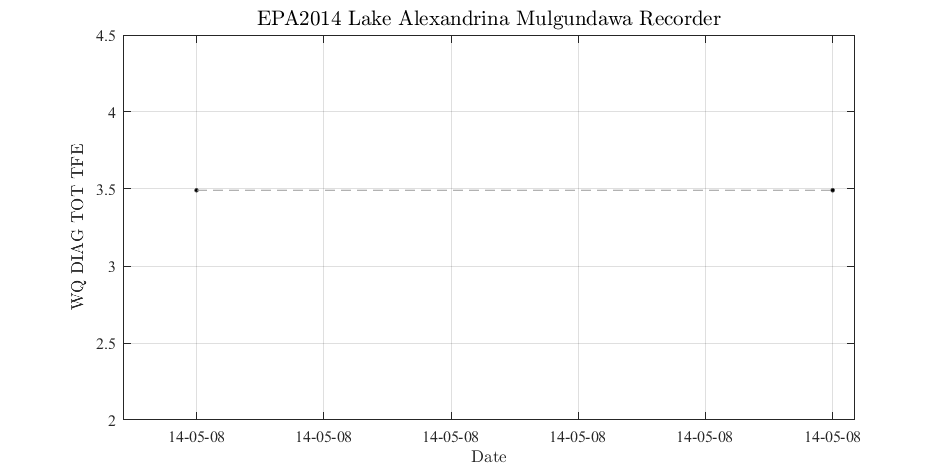 EPA2014 Lake Alexandrina Mulgundawa Recorder
WQ DIAG TOT TFE
4.5
4
3.5
3
2.5
2
14-05-08 14-05-08 14-05-08 14-05-08 14-05-08 14-05-08
Date